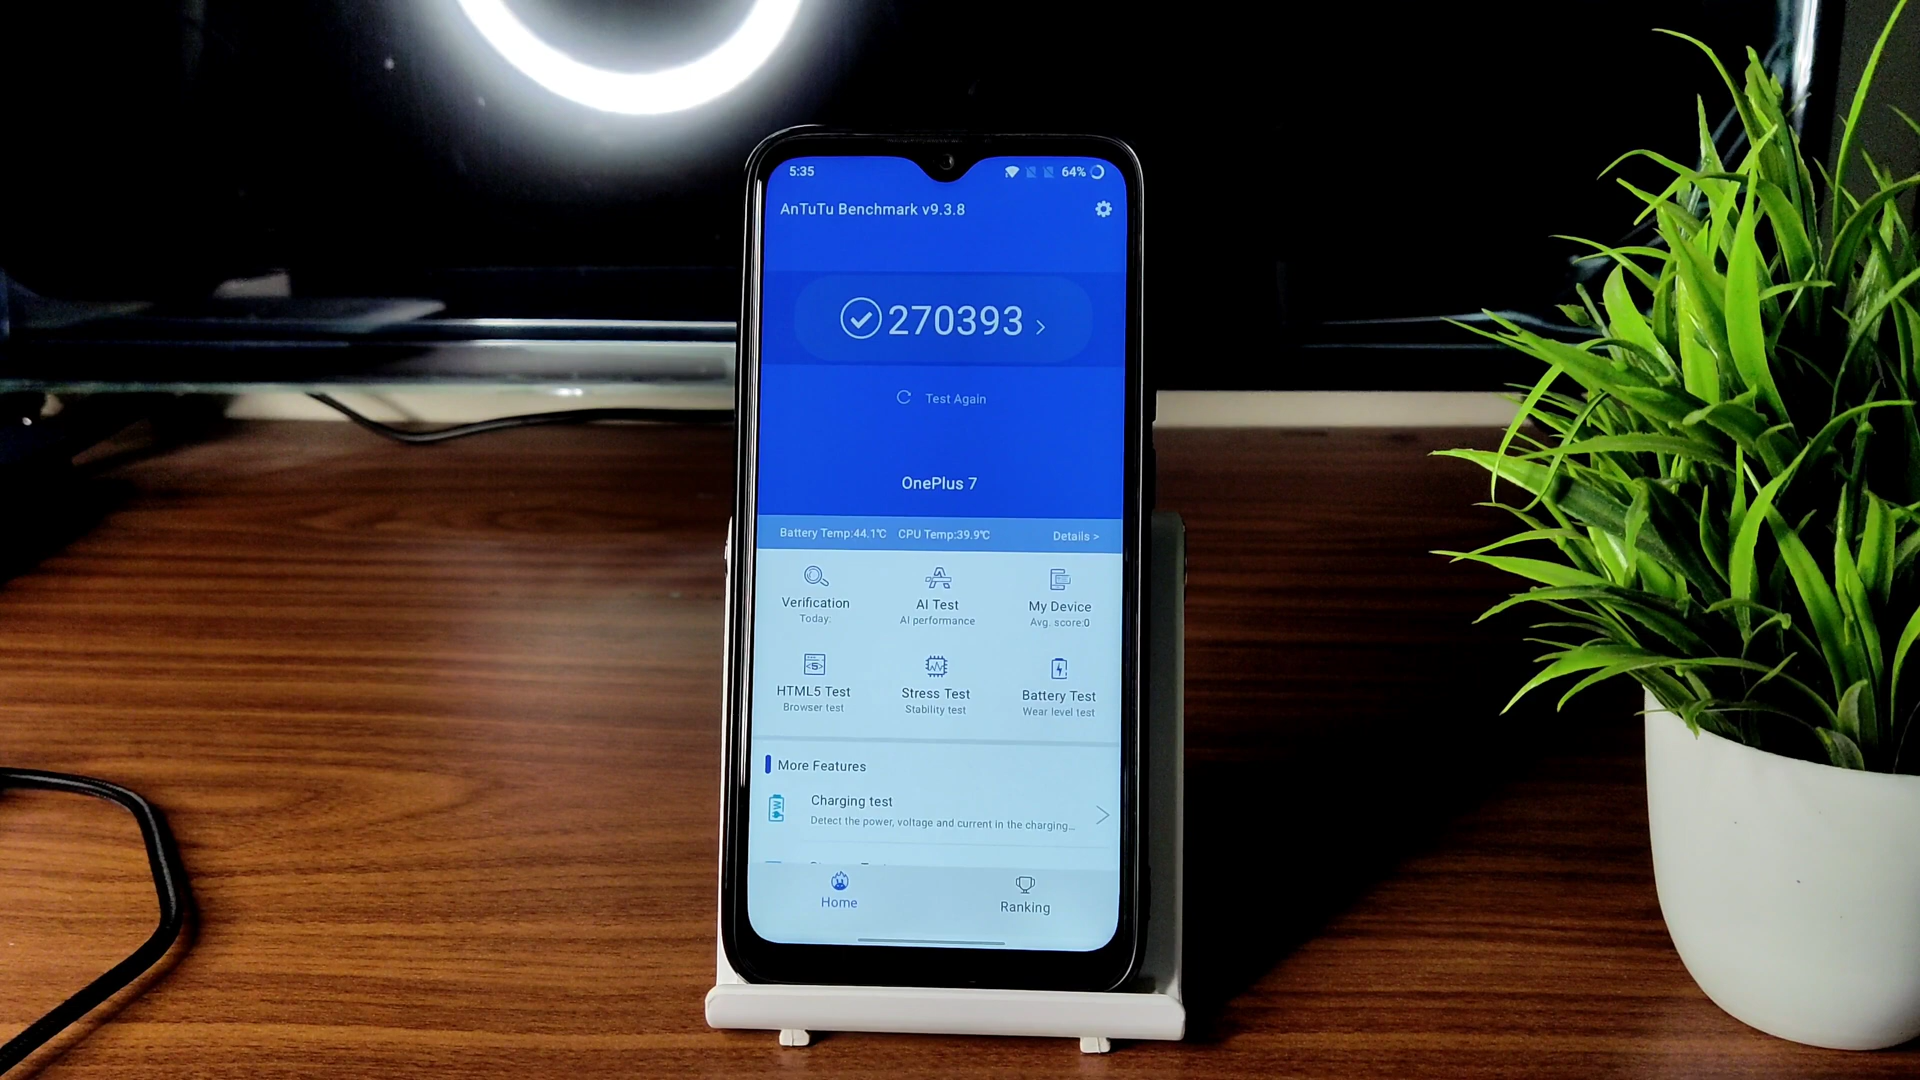 5:35 64%
AnTuTu Benchmark v9.3.8
270393 >
Test Again
OnePlus 7
Battery Temp:44.1℃ CPU Temp:39.9℃ Details >
Verification AI Test My Device
Today: AI performance Avg. score:0
<5>
HTML5 Test Stress Test Battery Test
Browser test Stability test Wear level test
More Features
W
Charging test
Detect the power, voltage and current in the charging...
Home Ranking